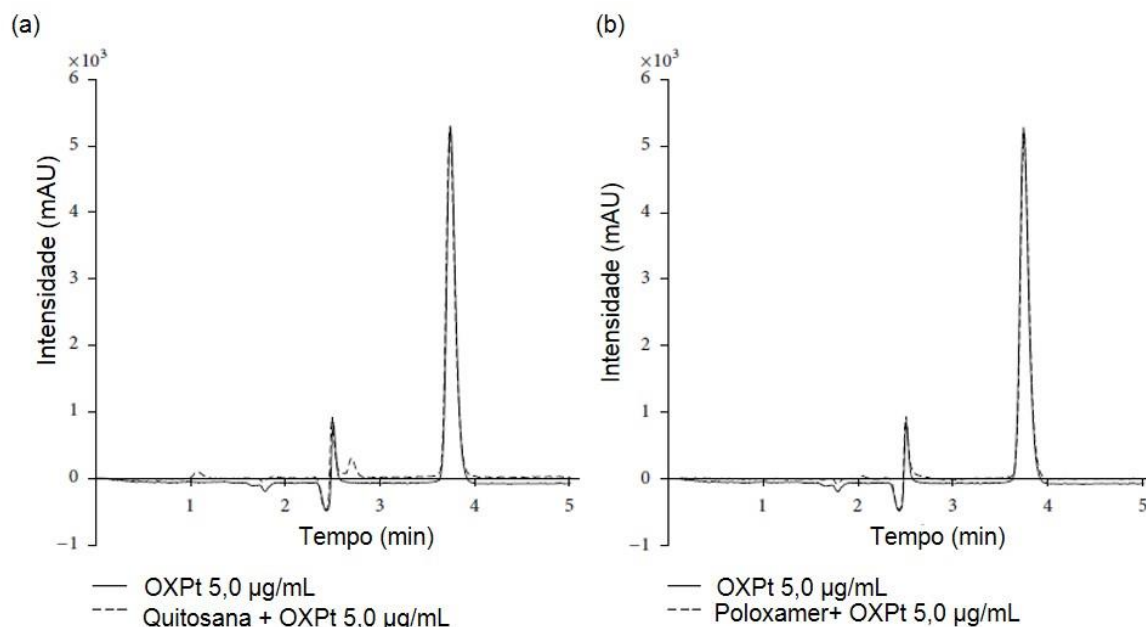 (a)
×10³
6
5
4
3
2
1
0
−1
Intensidade (mAU)
1 2 3 4 5
Tempo (min)
OXPt 5,0 µg/mL
Quitosana + OXPt 5,0 µg/mL
(b)
×10³
6
5
4
3
2
1
0
−1
Intensidade (mAU)
1 2 3 4 5
Tempo (min)
OXPt 5,0 µg/mL
Poloxamer+ OXPt 5,0 µg/mL